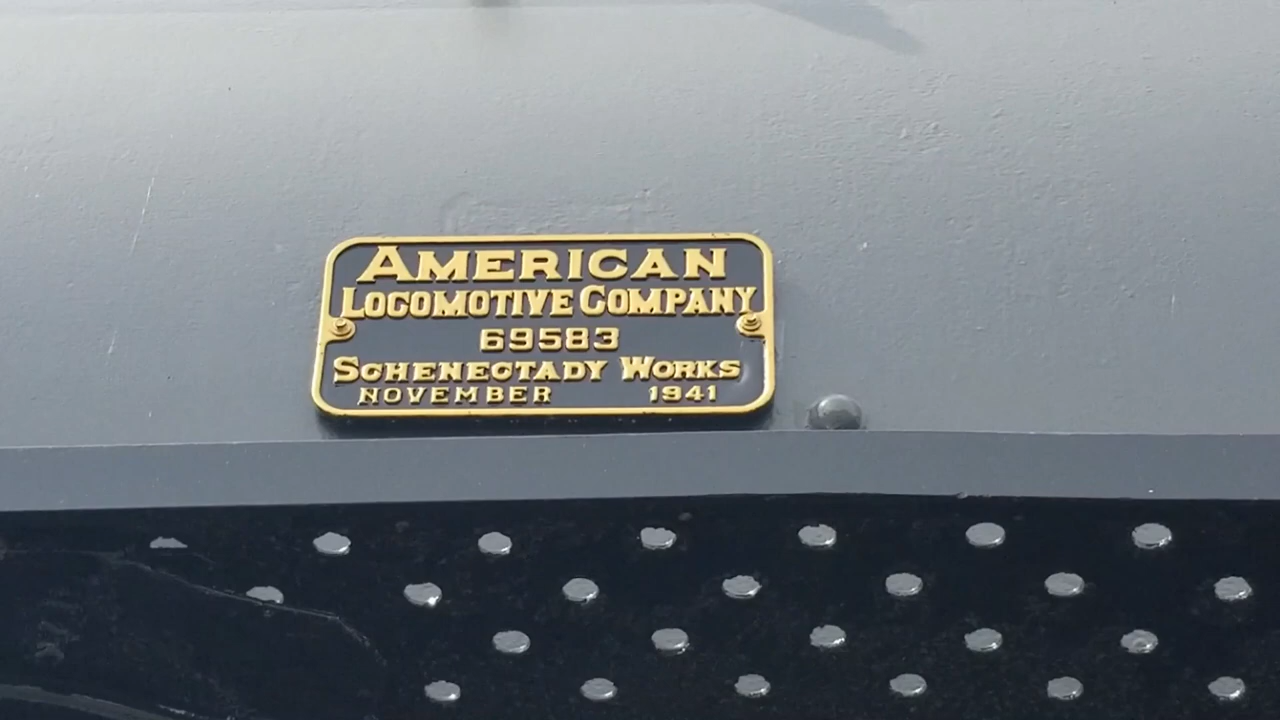 AMERICAN
LOCOMOTIVE COMPANY
69583
SCHENECTADY WORKS
NOVEMBER 1941